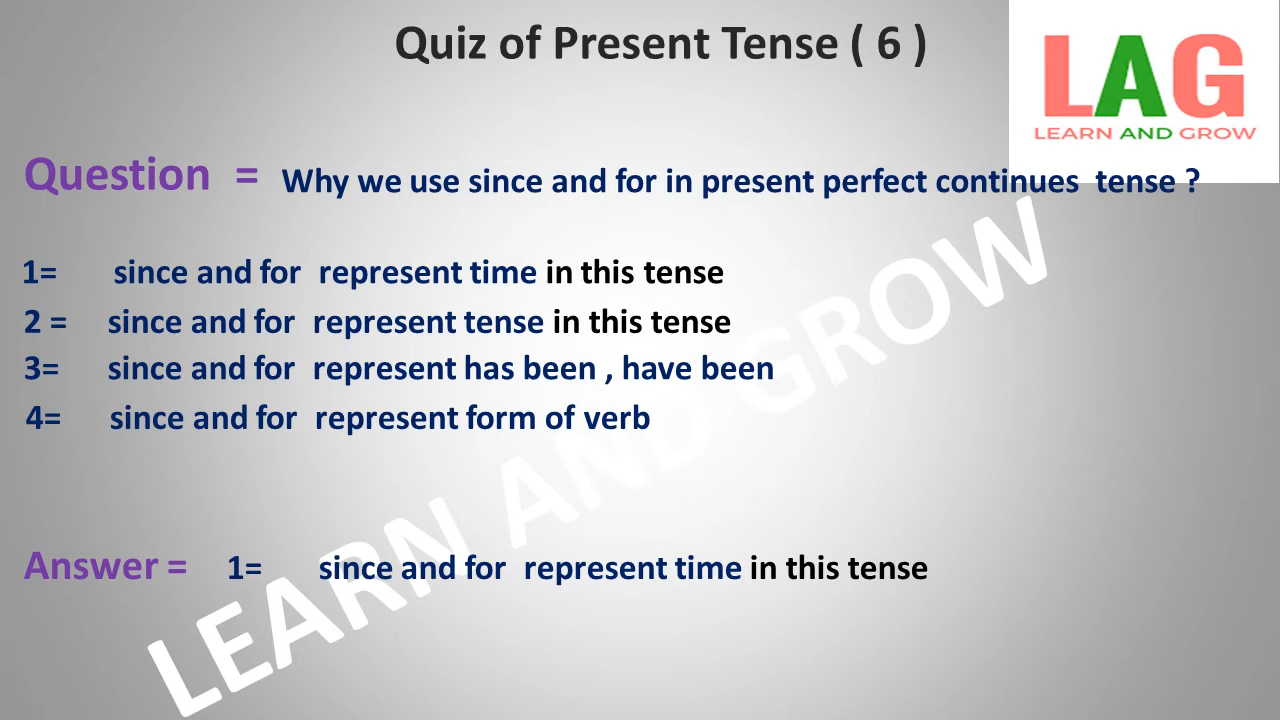 Quiz of Present Tense ( 6 )
LAG
LEARN AND GROW
Question = Why we use since and for in present perfect continues tense ?
1= since and for represent time in this tense
2 = since and for represent tense in this tense
3= since and for represent has been , have been
4= since and for represent form of verb
Answer = 1= since and for represent time in this tense
LEARN AND GROW